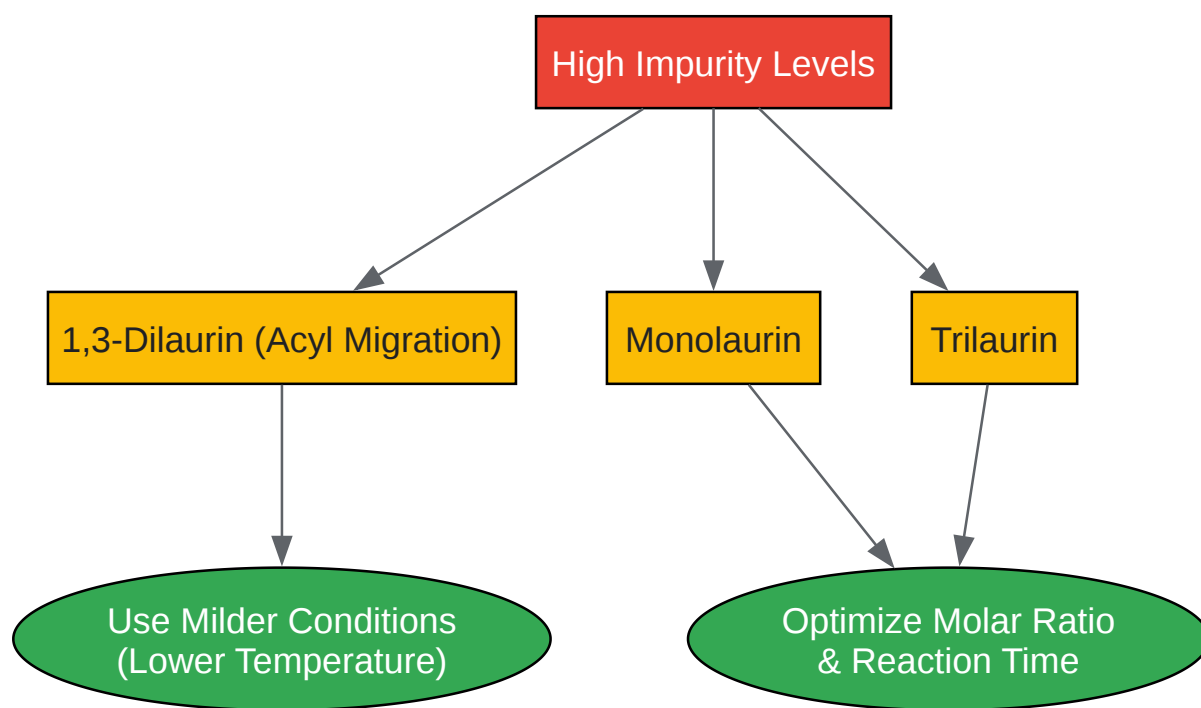 High Impurity Levels
1,3-Dilaurin (Acyl Migration)
Monolaurin
Trilaurin
Use Milder Conditions
(Lower Temperature)
Optimize Molar Ratio
& Reaction Time